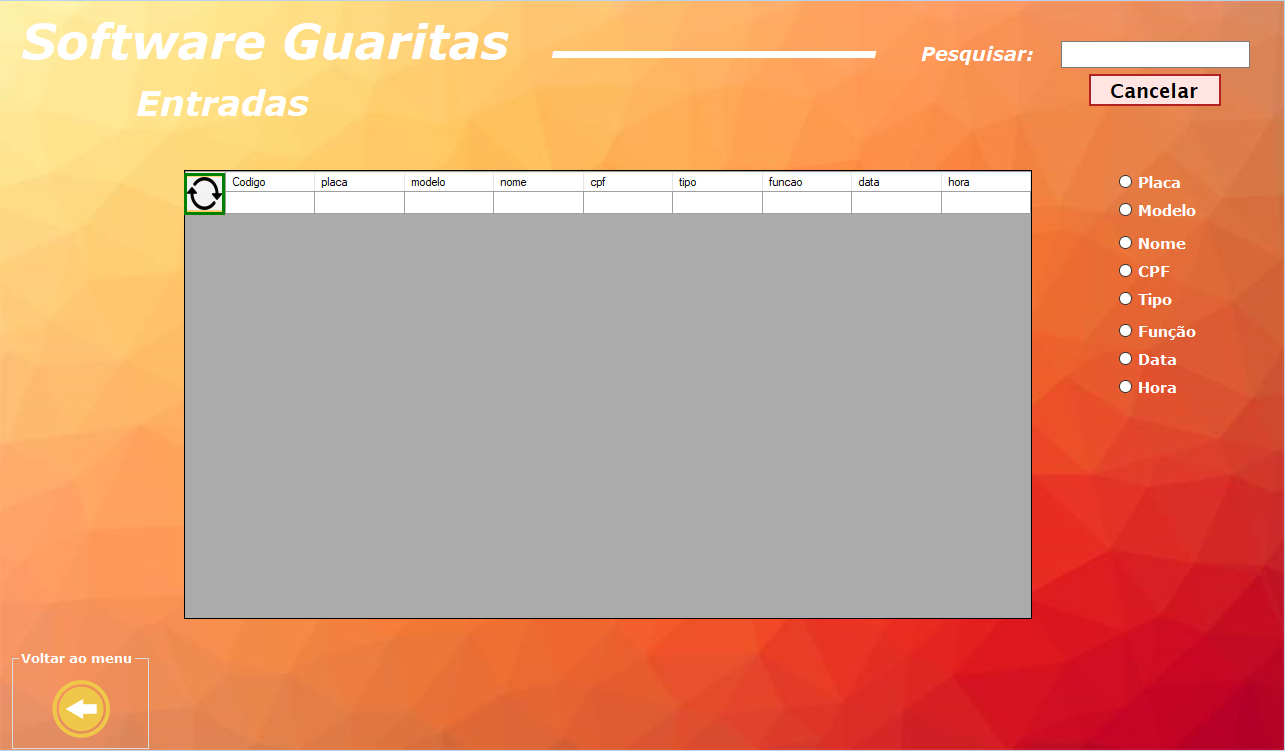 Software Guaritas
Pesquisar:
Cancelar
Entradas
Codigo placa modelo nome cpf tipo funcao data hora
Placa
Modelo
Nome
CPF
Tipo
Função
Data
Hora
Voltar ao menu